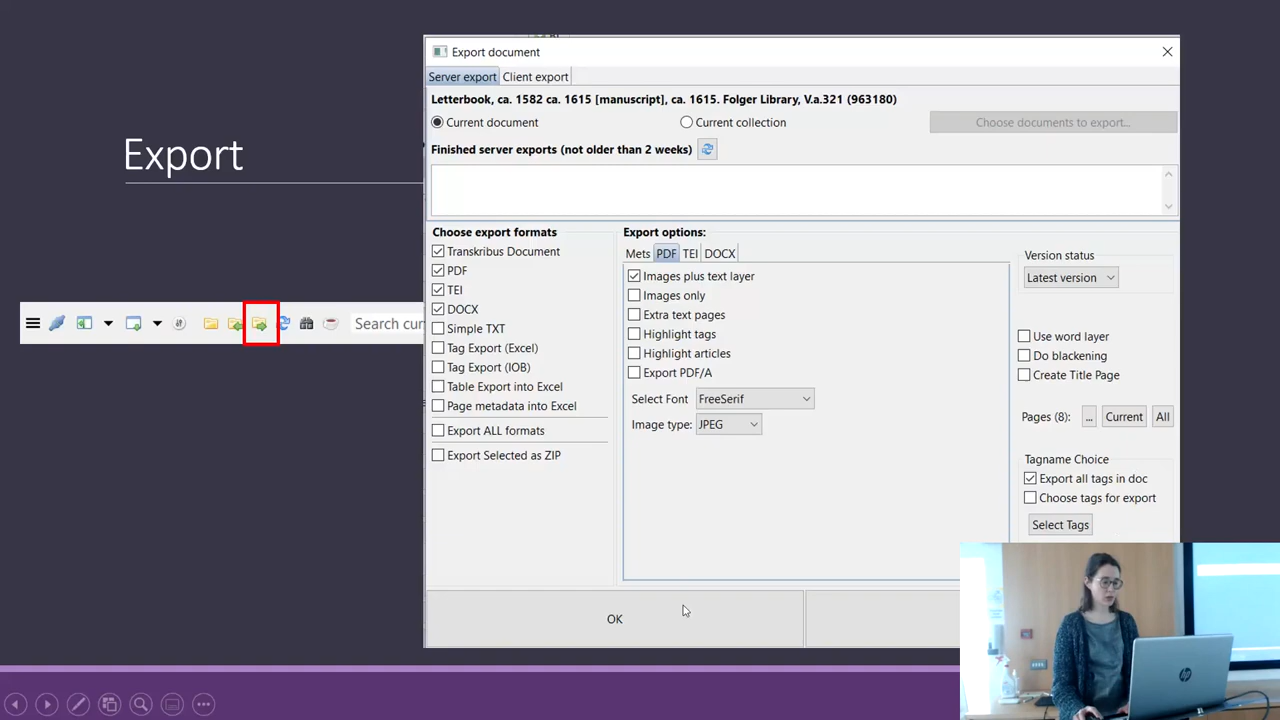 Export
Search cur
Export document
Server export Client export
Letterbook, ca. 1582 ca. 1615 [manuscript], ca. 1615. Folger Library, V.a.321 (963180)
Current document Current collection Choose documents to export...
Finished server exports (not older than 2 weeks)
Choose export formats
Transkribus Document
PDF
TEI
DOCX
Simple TXT
Tag Export (Excel)
Tag Export (IOB)
Table Export into Excel
Page metadata into Excel
Export ALL formats
Export Selected as ZIP
Export options:
Mets PDF TEI DOCX
Images plus text layer
Images only
Extra text pages
Highlight tags
Highlight articles
Export PDF/A
Select Font FreeSerif
Image type: JPEG
Version status
Latest version
Use word layer
Do blackening
Create Title Page
Pages (8): ... Current All
Tagname Choice
Export all tags in doc
Choose tags for export
Select Tags
OK
hp